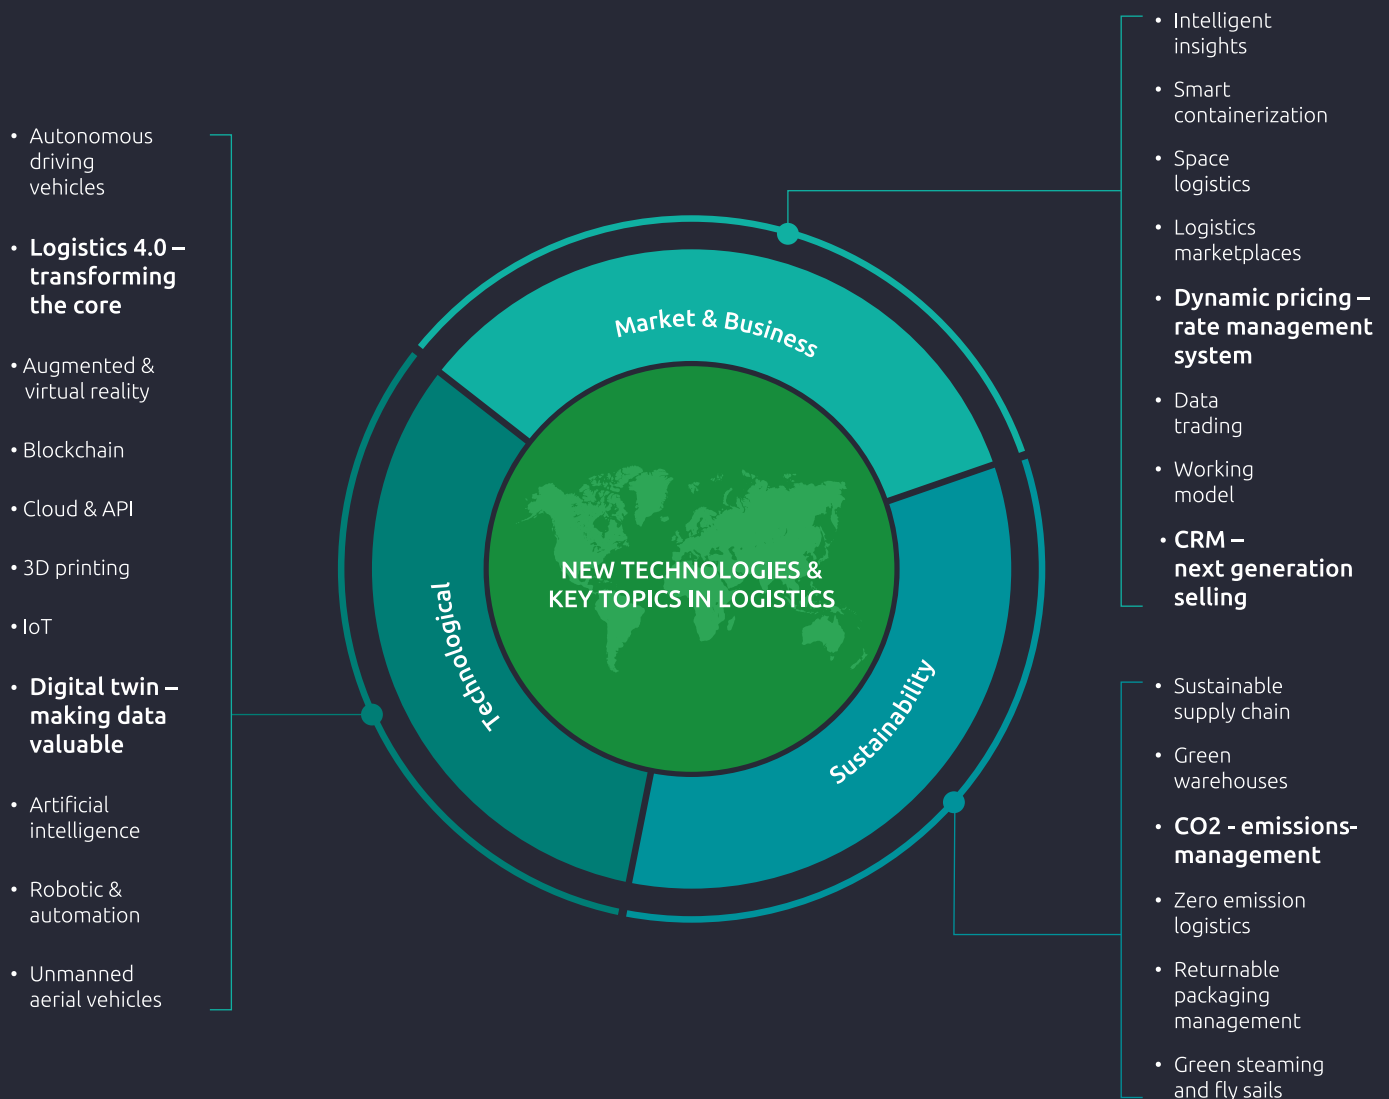 • Autonomous
driving
vehicles
• Logistics 4.0 –
transforming
the core
• Augmented &
virtual reality
• Blockchain
• Cloud & API
• 3D printing
• IoT
• Digital twin –
making data
valuable
• Artificial
intelligence
• Robotic &
automation
• Unmanned
aerial vehicles
Market & Business
Technological
Sustainability
NEW TECHNOLOGIES &
KEY TOPICS IN LOGISTICS
• Intelligent
insights
• Smart
containerization
• Space
logistics
• Logistics
marketplaces
• Dynamic pricing –
rate management
system
• Data
trading
• Working
model
• CRM –
next generation
selling
• Sustainable
supply chain
• Green
warehouses
• CO2 - emissions-
management
• Zero emission
logistics
• Returnable
packaging
management
• Green steaming
and fly sails